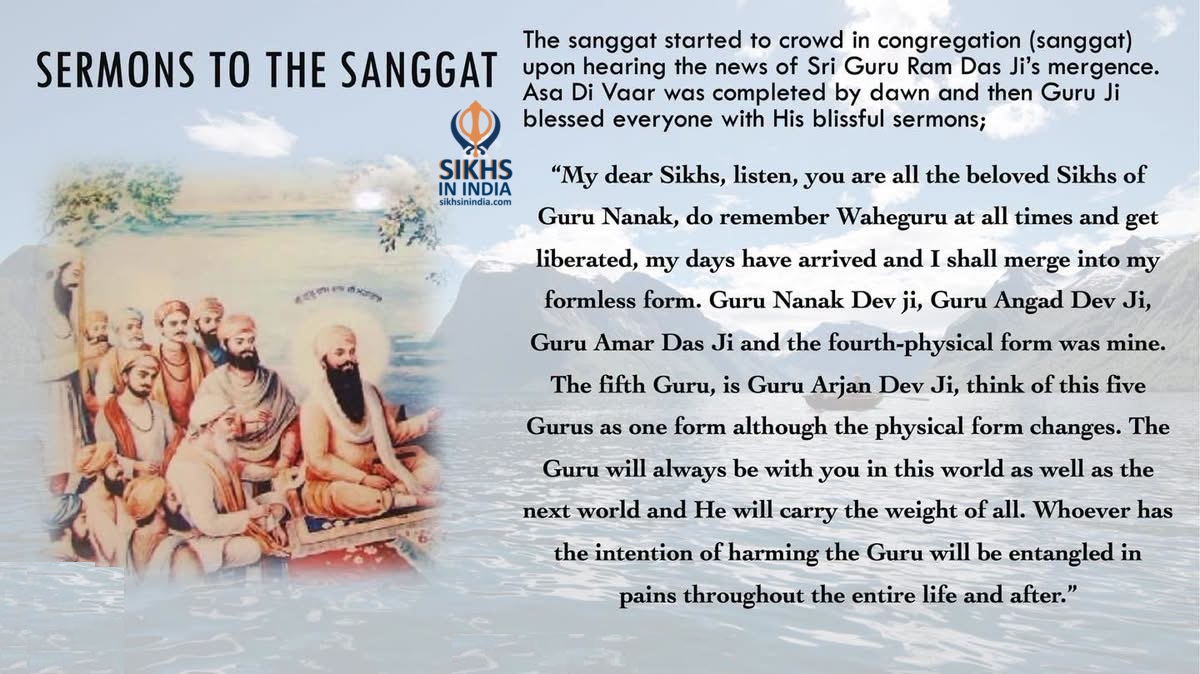 SERMONS TO THE SANGGAT
SIKHS
IN INDIA
sikhsinindia.com
The sanggat started to crowd in congregation (sanggat)
upon hearing the news of Sri Guru Ram Das Ji’s mergence.
Asa Di Vaar was completed by dawn and then Guru Ji
blessed everyone with His blissful sermons;
“My dear Sikhs, listen, you are all the beloved Sikhs of
Guru Nanak, do remember Waheguru at all times and get
liberated, my days have arrived and I shall merge into my
formless form. Guru Nanak Dev ji, Guru Angad Dev Ji,
Guru Amar Das Ji and the fourth-physical form was mine.
The fifth Guru, is Guru Arjan Dev Ji, think of this five
Gurus as one form although the physical form changes. The
Guru will always be with you in this world as well as the
next world and He will carry the weight of all. Whoever has
the intention of harming the Guru will be entangled in
pains throughout the entire life and after.”